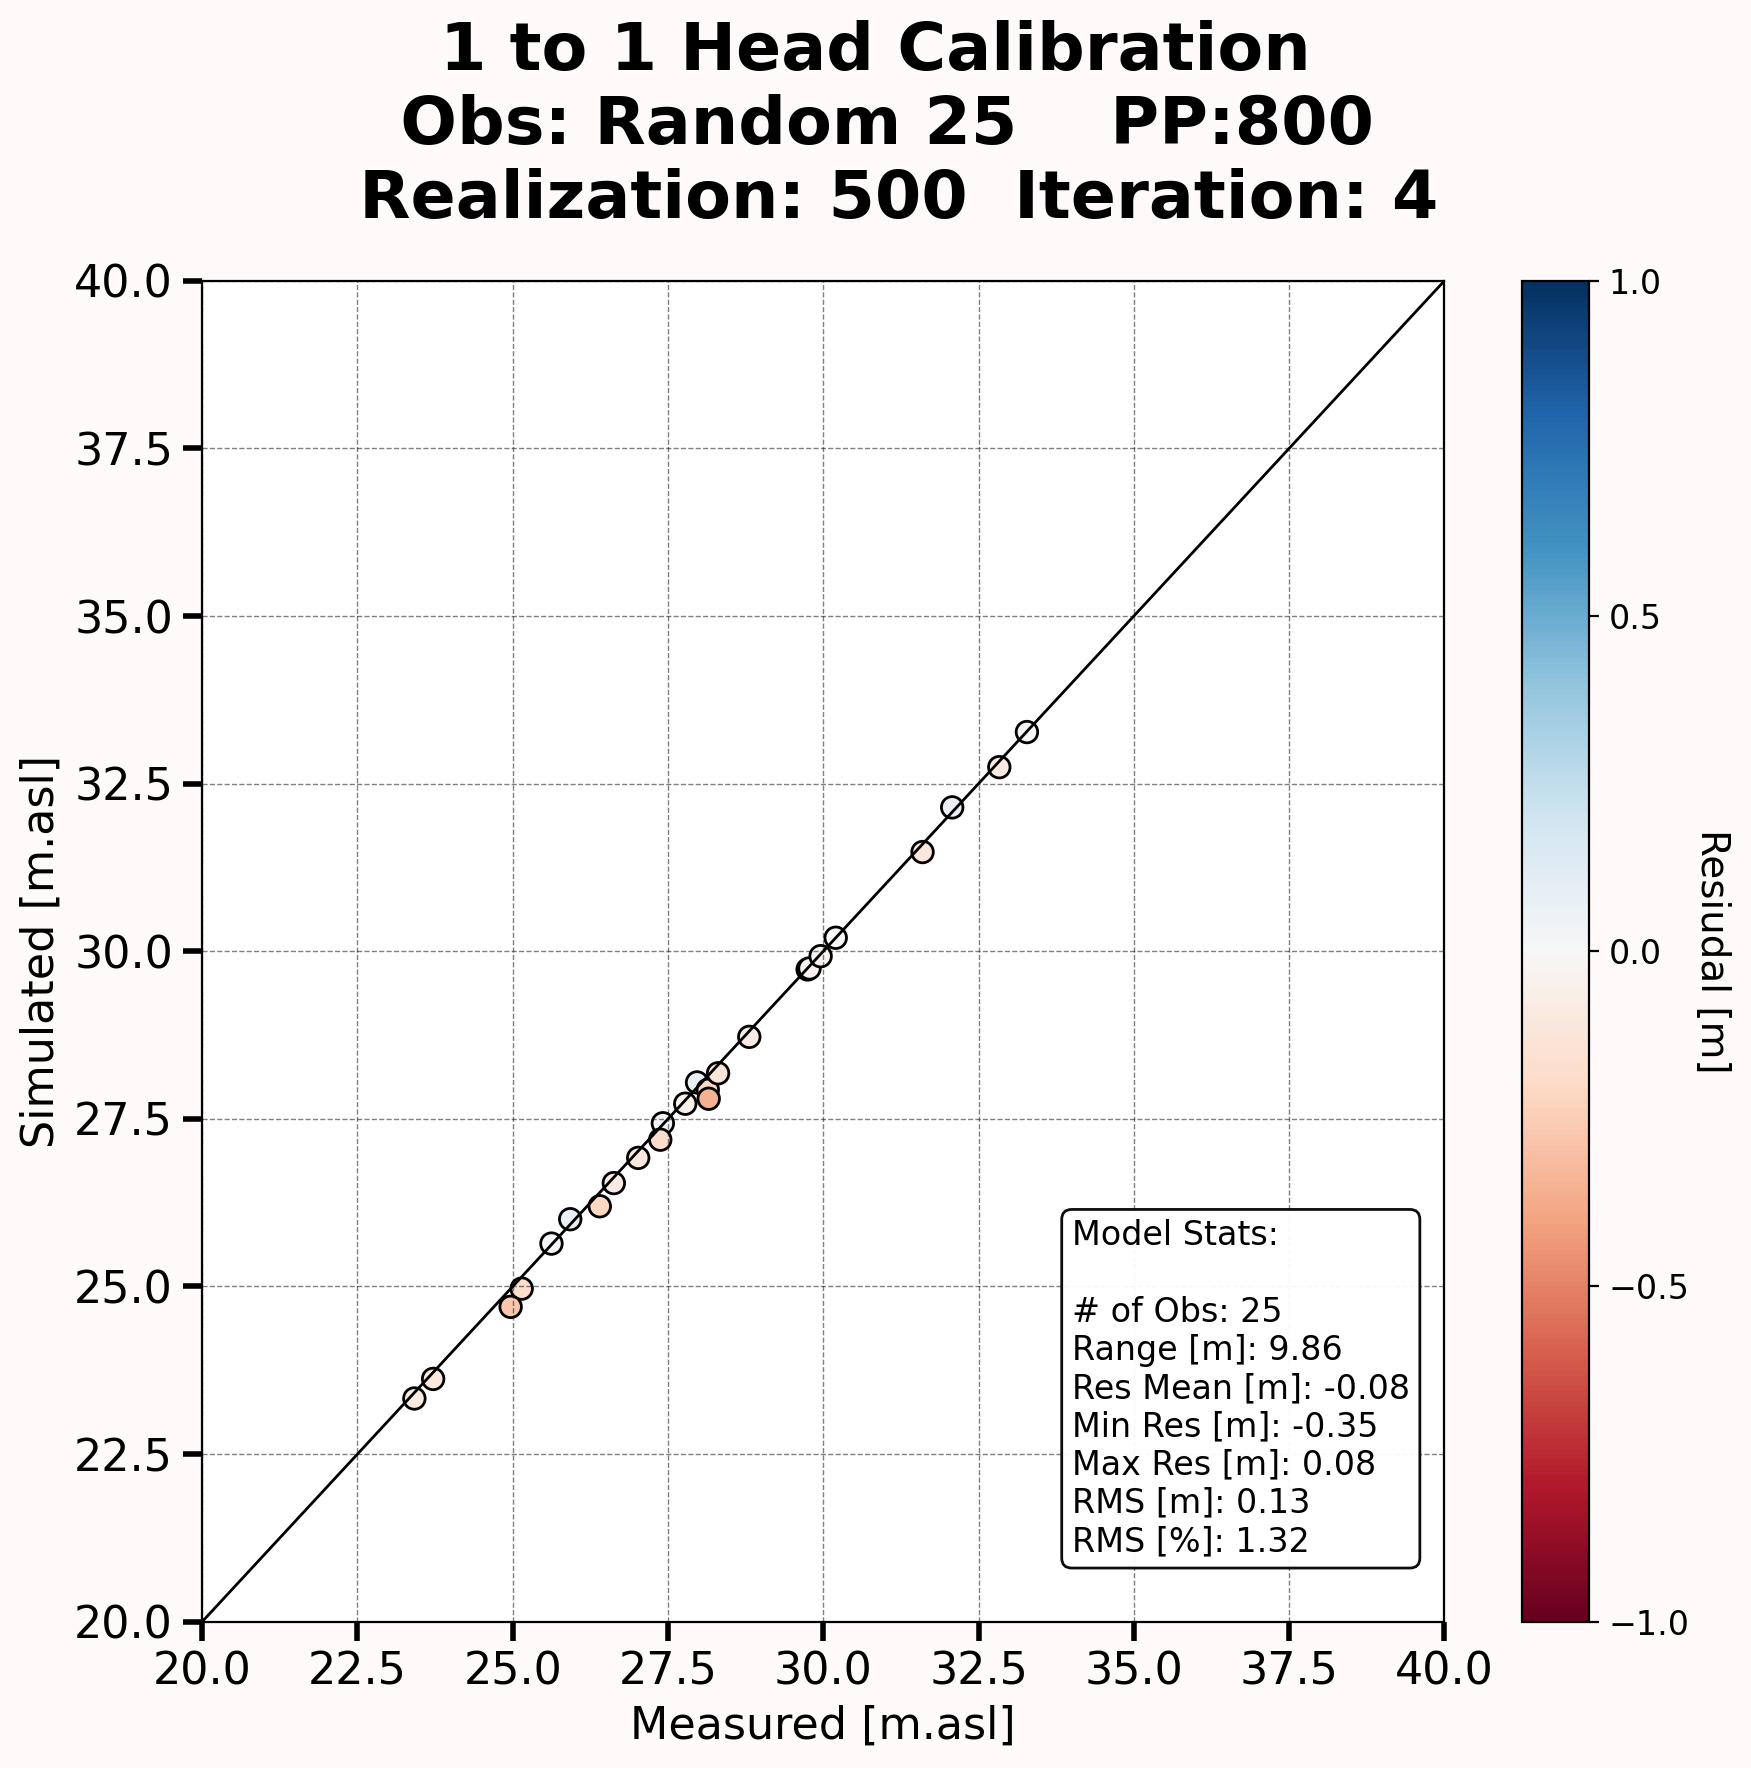 1 to 1 Head Calibration
Obs: Random 25    PP:800
Realization: 500  Iteration: 4
40.0
37.5
35.0
32.5
30.0
27.5
25.0
22.5
20.0
Simulated [m.asl]
20.0 22.5 25.0 27.5 30.0 32.5 35.0 37.5 40.0
Measured [m.asl]
Model Stats:
# of Obs: 25
Range [m]: 9.86
Res Mean [m]: -0.08
Min Res [m]: -0.35
Max Res [m]: 0.08
RMS [m]: 0.13
RMS [%]: 1.32
1.0
0.5
0.0
−0.5
−1.0
Resiudal [m]